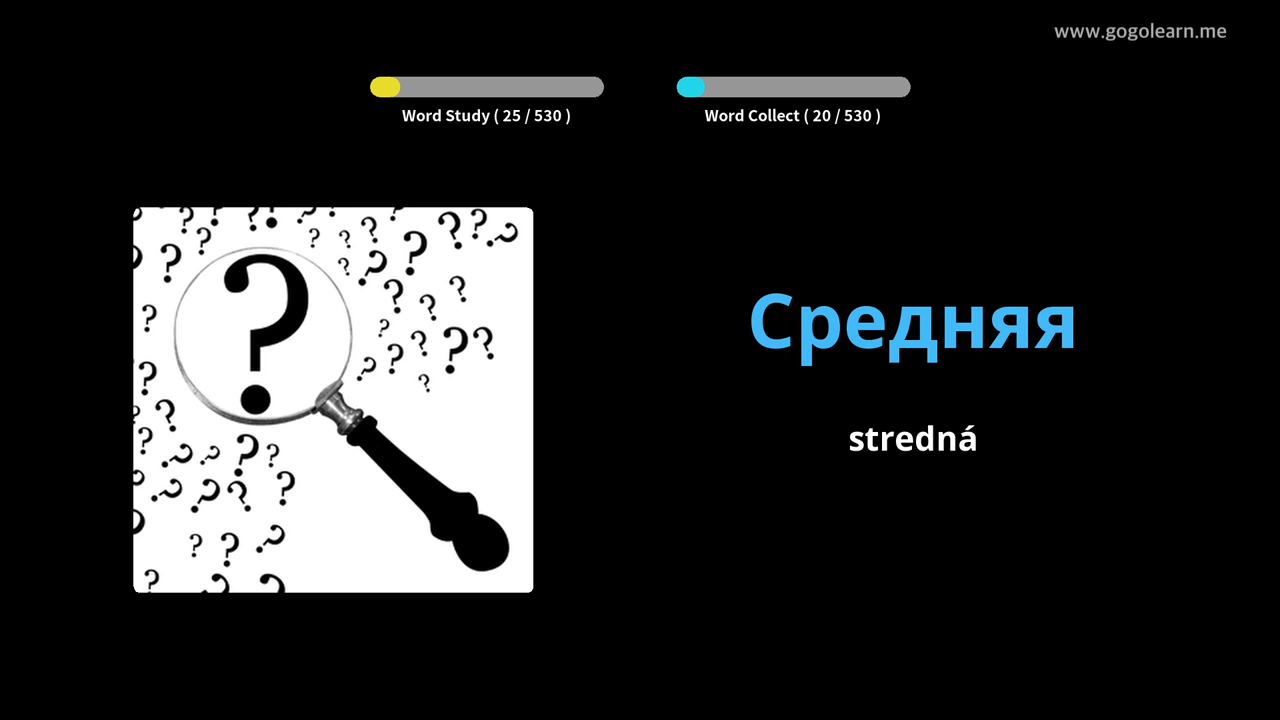 www.gogolearn.me
Word Study ( 25 / 530 )
Word Collect ( 20 / 530 )
Средняя
stredná